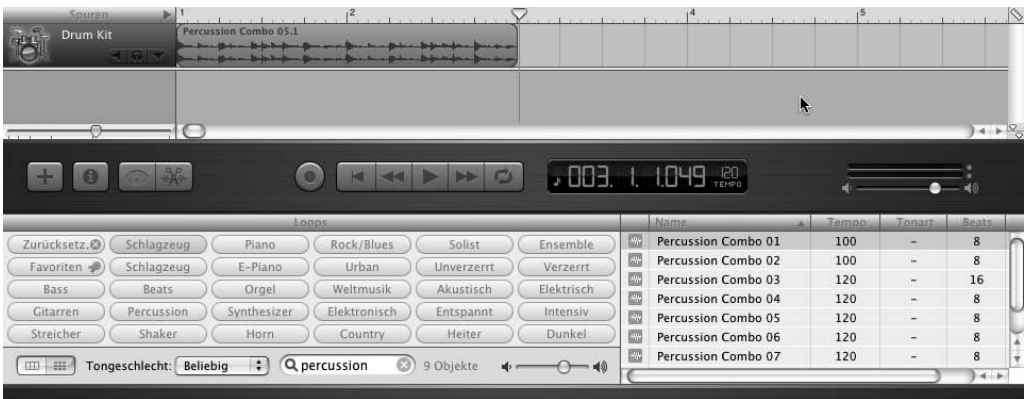 Spuren 1 2 4 5
Drum Kit
Percussion Combo 05.1
003. 1. 1.049 120
TEMPO
Loops
Name Tempo Tonart Beats
Zurücksetz. Schlagzeug Piano Rock/Blues Solist Ensemble
Percussion Combo 01 100 – 8
Favoriten Schlagzeug E-Piano Urban Unverzerrt Verzerrt
Percussion Combo 02 100 – 8
Bass Beats Orgel Weltmusik Akustisch Elektrisch
Percussion Combo 03 120 – 16
Gitarren Percussion Synthesizer Elektronisch Entspannt Intensiv
Percussion Combo 04 120 – 8
Percussion Combo 05 120 – 8
Streicher Shaker Horn Country Heiter Dunkel
Percussion Combo 06 120 – 8
Percussion Combo 07 120 – 8
Tongeschlecht: Beliebig percussion 9 Objekte